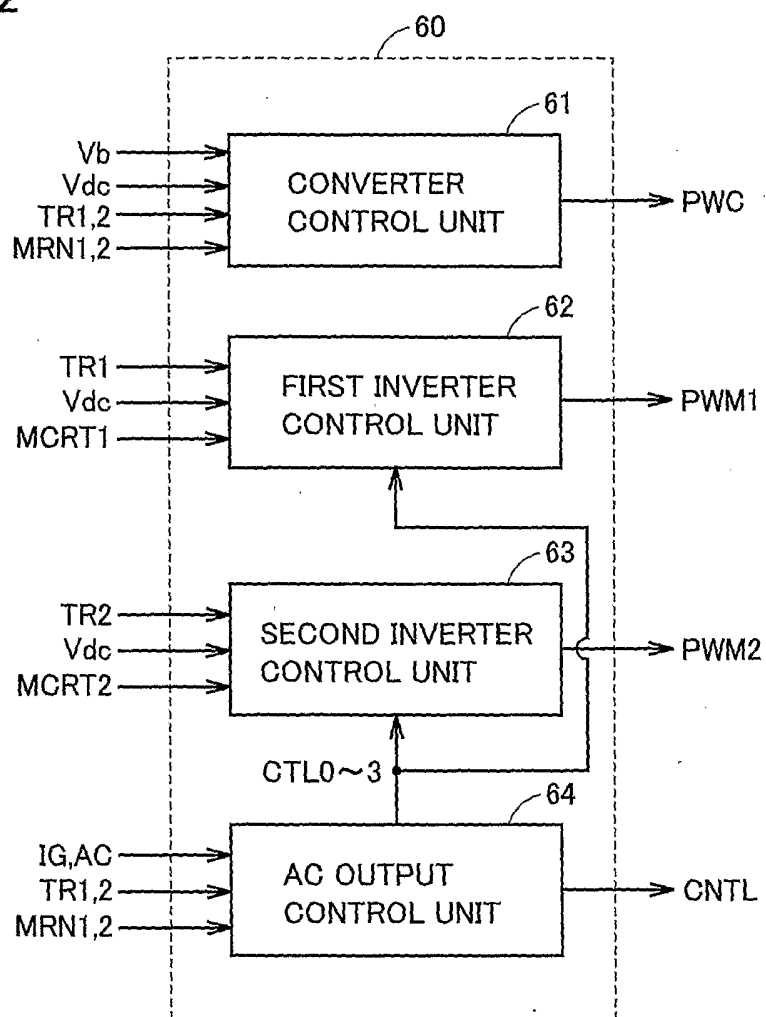 2
60
61
Vb
Vdc
TR1,2
MRN1,2
CONVERTER
CONTROL UNIT
PWC
62
TR1
Vdc
MCRT1
FIRST INVERTER
CONTROL UNIT
PWM1
63
TR2
Vdc
MCRT2
SECOND INVERTER
CONTROL UNIT
PWM2
CTL0~3
64
IG,AC
TR1,2
MRN1,2
AC OUTPUT
CONTROL UNIT
CNTL